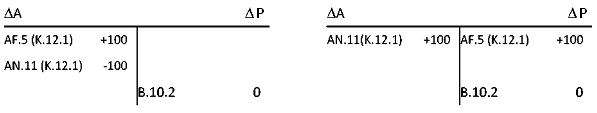 ΔA ΔP
AF.5 (K.12.1) +100
AN.11 (K.12.1) -100
B.10.2 0
ΔA ΔP
AN.11(K.12.1) +100 AF.5 (K.12.1) +100
B.10.2 0